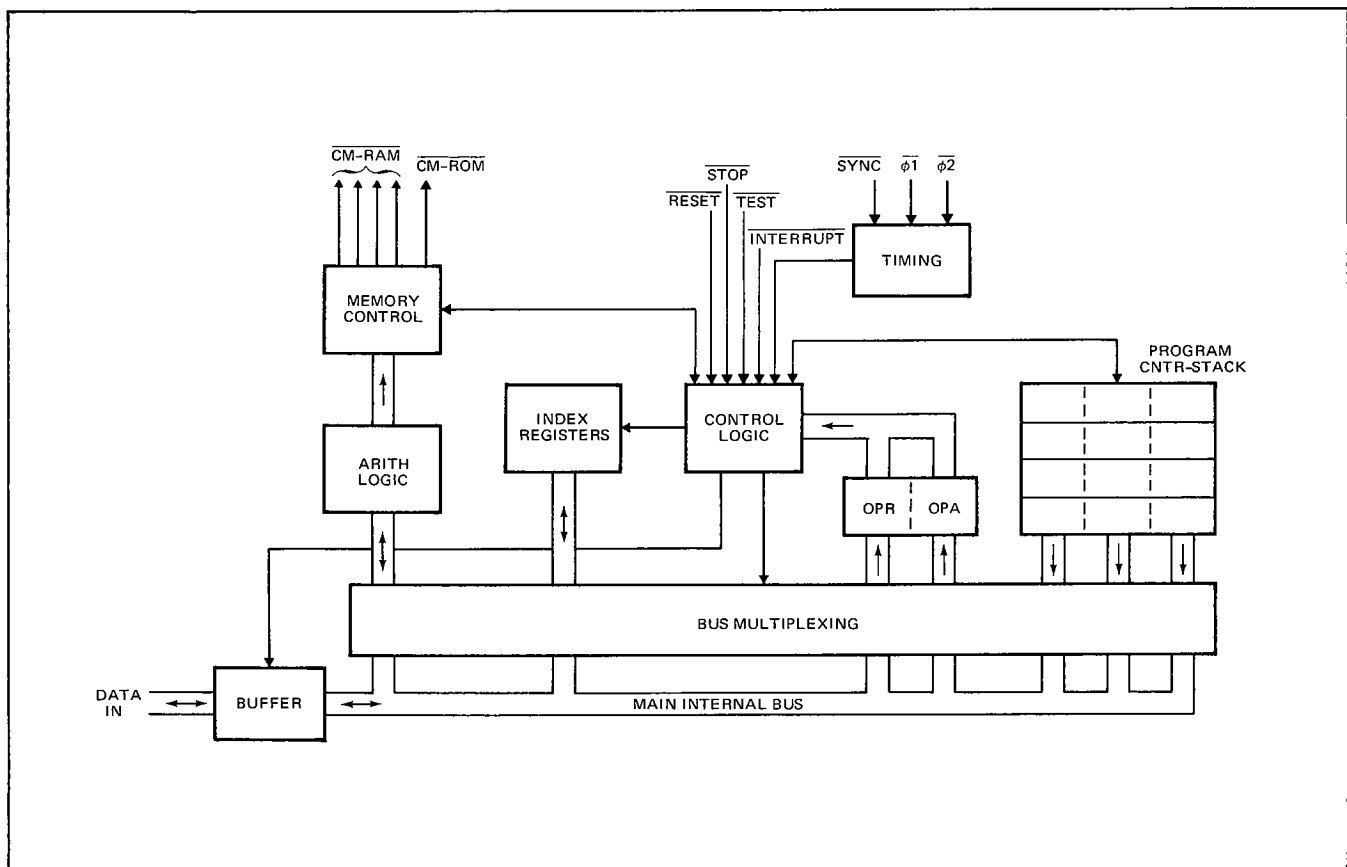 CM-RAM
CM-ROM
STOP
RESET
TEST
INTERRUPT
SYNC
ϕ1
ϕ2
TIMING
MEMORY
CONTROL
PROGRAM
CNTR-STACK
INDEX
REGISTERS
CONTROL
LOGIC
ARITH
LOGIC
OPR
OPA
BUS MULTIPLEXING
DATA
IN
BUFFER
MAIN INTERNAL BUS